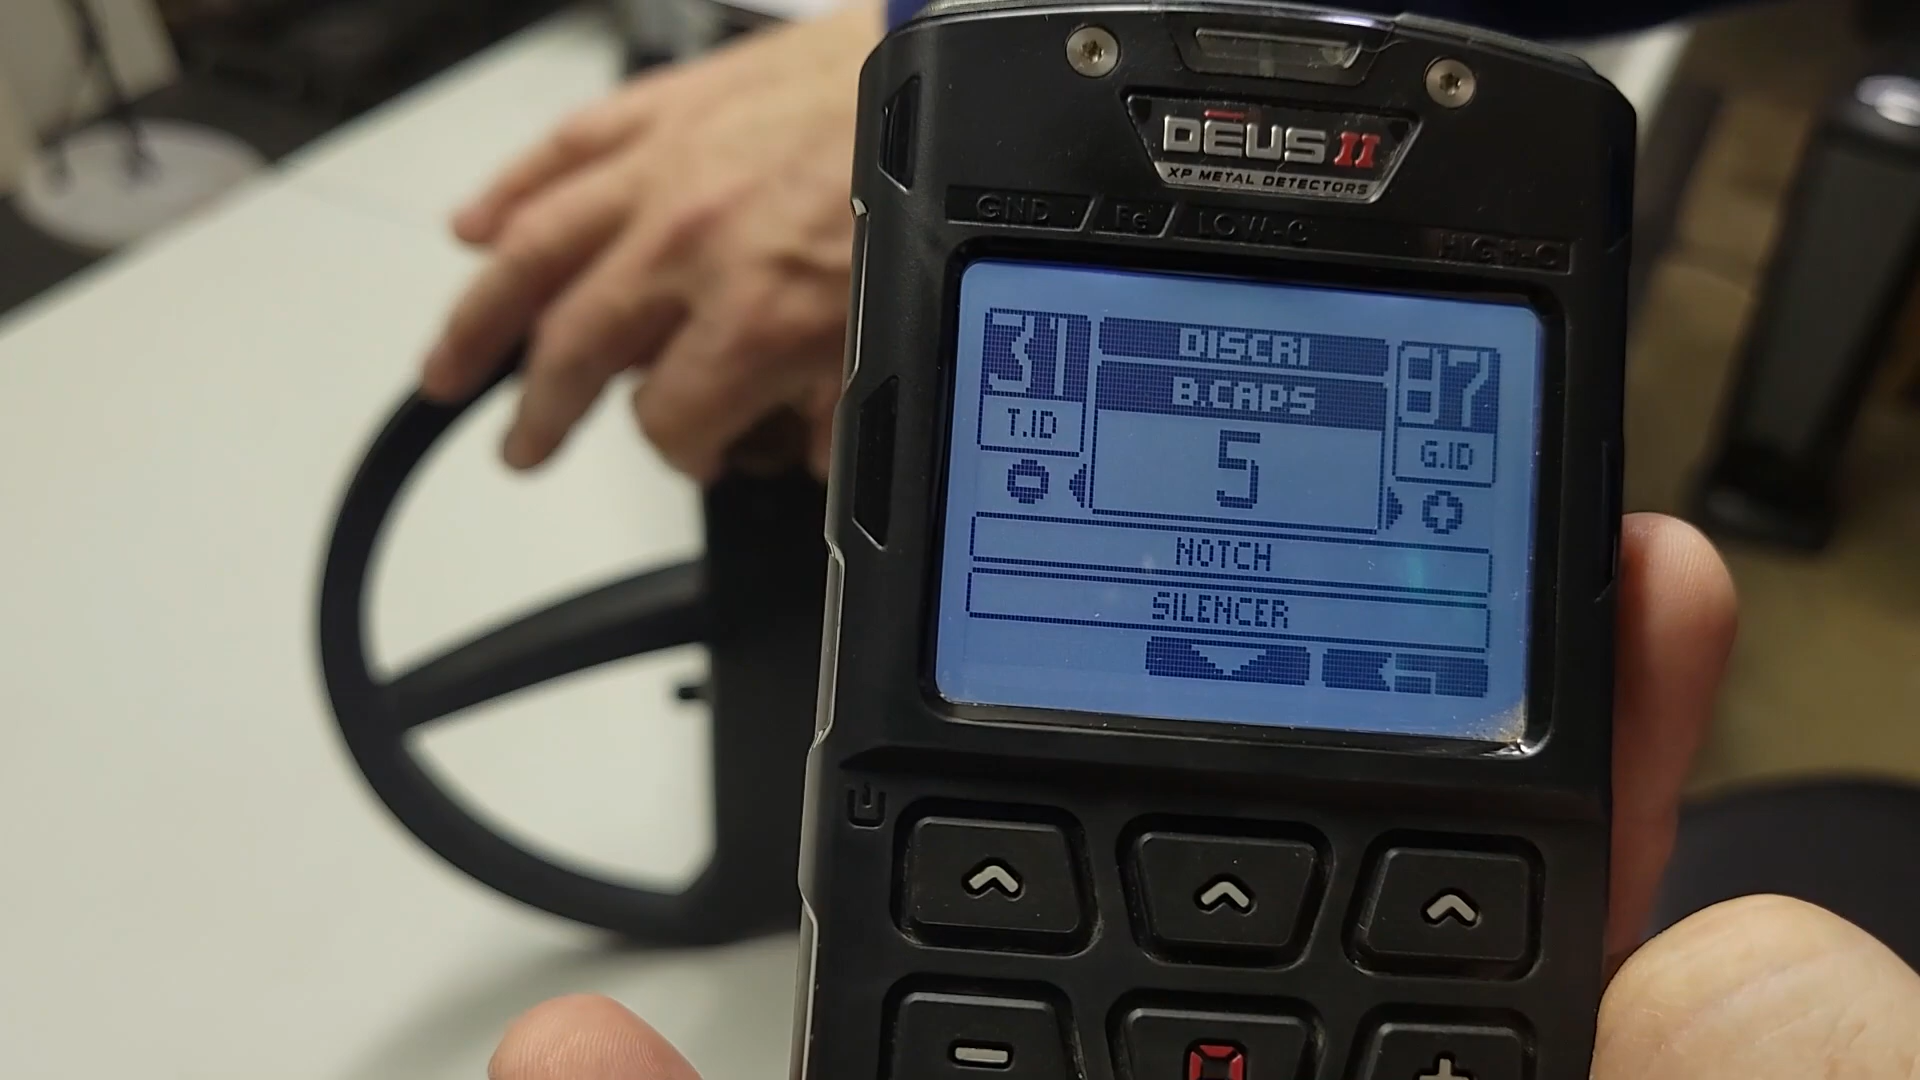 DEUS II
XP METAL DETECTORS
GND Fe LOW-C HIGH-C
31 DISCRI 87
B.CAPS
T.ID 5 G.ID
NOTCH
SILENCER